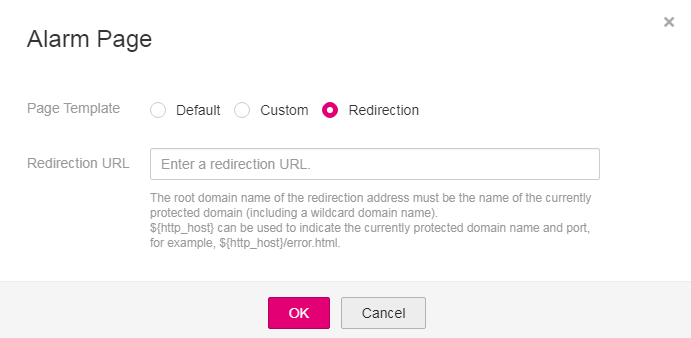 Alarm Page
Page Template Default Custom Redirection
Redirection URL Enter a redirection URL.
The root domain name of the redirection address must be the name of the currently
protected domain (including a wildcard domain name).
${http_host} can be used to indicate the currently protected domain name and port,
for example, ${http_host}/error.html.
OK Cancel